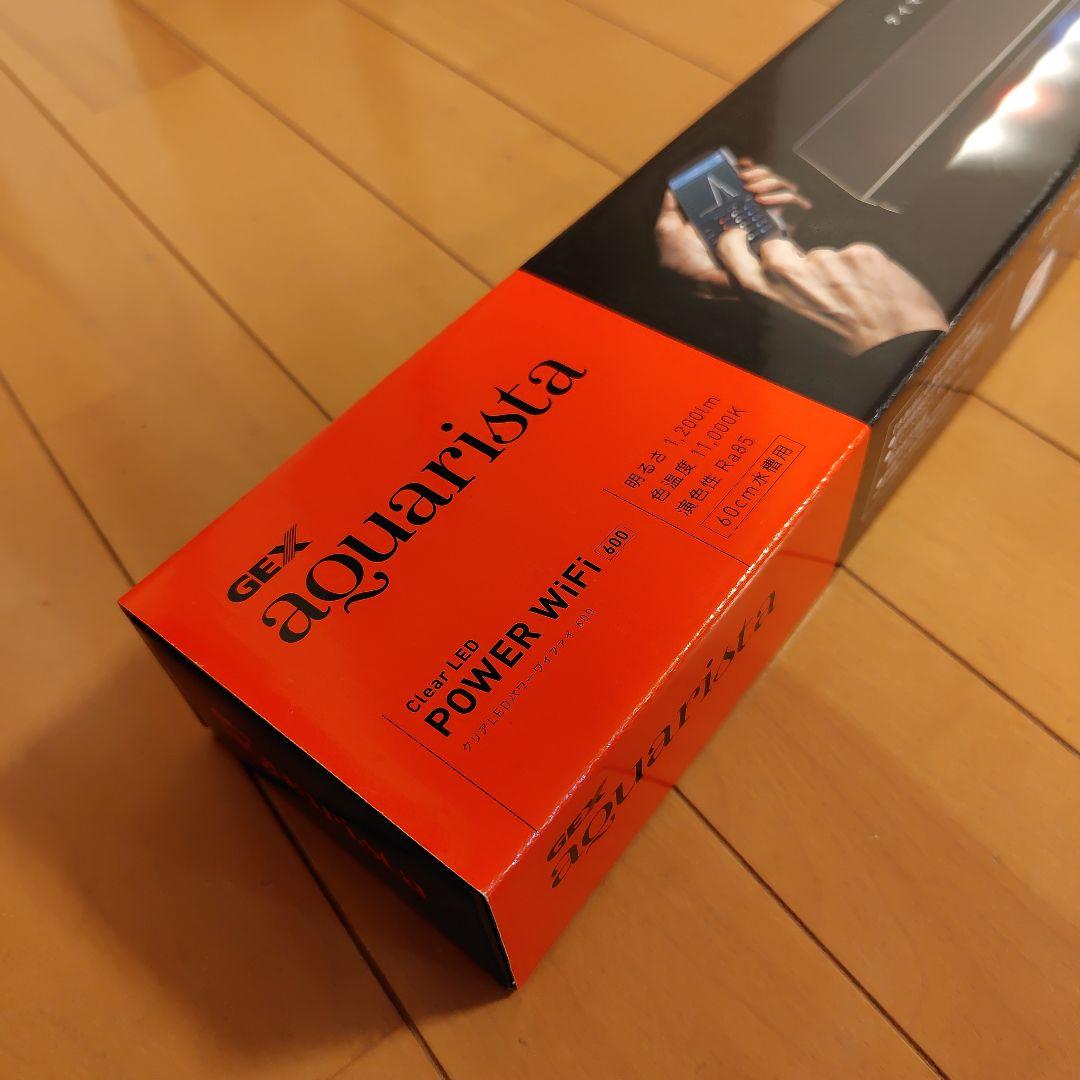 GEX
aquarista
Clear LED
POWER WiFi 600
クリアLEDパワーワイファイ 600
明るさ 1,200lm
色温度 11,000K
演色性 Ra85
60cm水槽用
GEX
aquarista